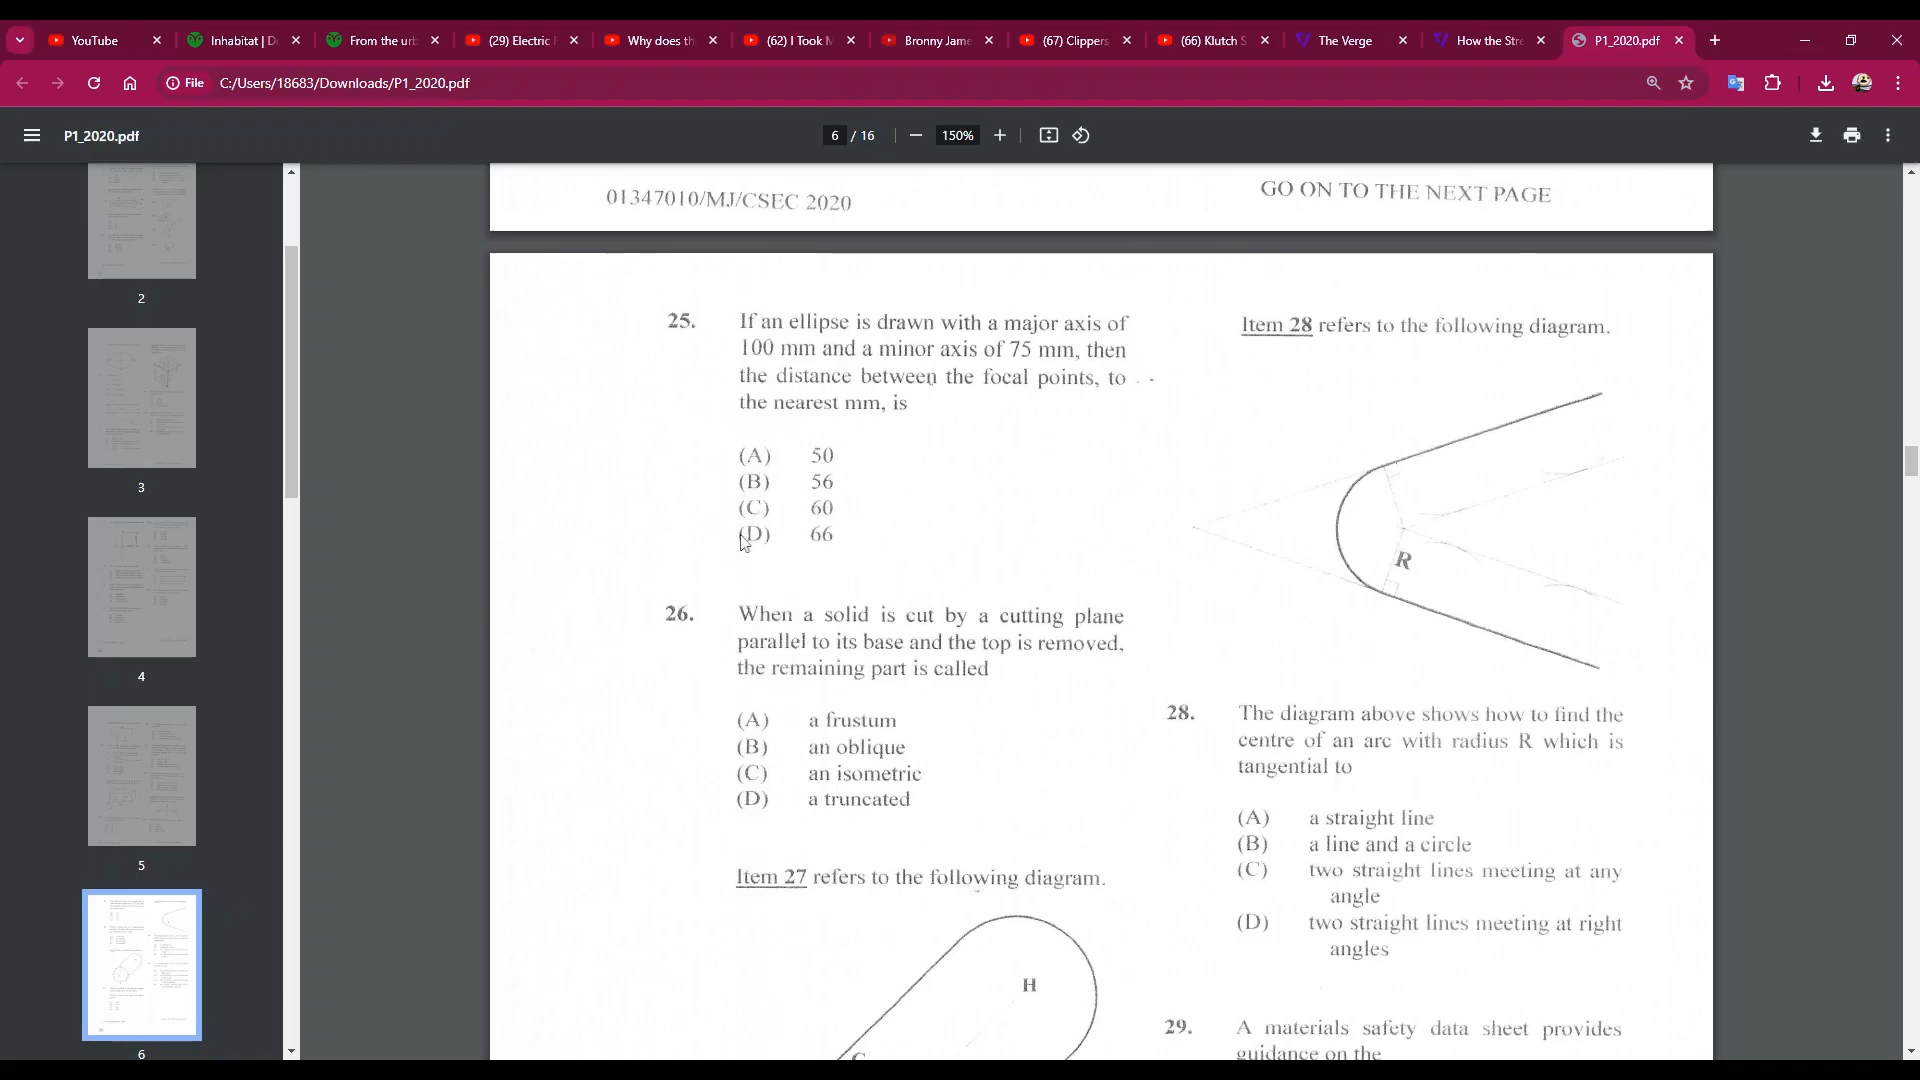 YouTube
Inhabitat | De
From the urb
(29) Electric
Why does th
(62) I Took
Bronny Jame
(67) Clippers
(66) Klutch S
The Verge
How the Stre
P1_2020.pdf
File
C:/Users/18683/Downloads/P1_2020.pdf
P1_2020.pdf
6 / 16
150%
2
3
4
5
6
01347010/MJ/CSEC 2020
GO ON TO THE NEXT PAGE
25. If an ellipse is drawn with a major axis of
100 mm and a minor axis of 75 mm, then
the distance between the focal points, to
the nearest mm, is
(A) 50
(B) 56
(C) 60
(D) 66
26. When a solid is cut by a cutting plane
parallel to its base and the top is removed,
the remaining part is called
(A) a frustum
(B) an oblique
(C) an isometric
(D) a truncated
Item 27 refers to the following diagram.
H
G
Item 28 refers to the following diagram.
R
28. The diagram above shows how to find the
centre of an arc with radius R which is
tangential to
(A) a straight line
(B) a line and a circle
(C) two straight lines meeting at any
angle
(D) two straight lines meeting at right
angles
29. A materials safety data sheet provides
guidance on the